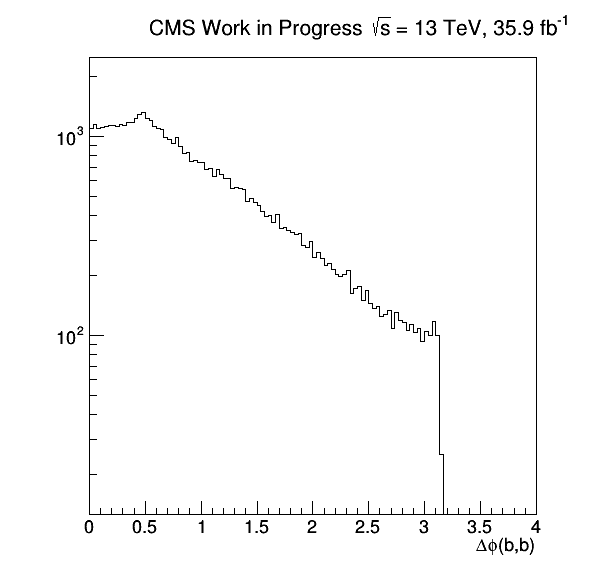 CMS Work in Progress √s = 13 TeV, 35.9 fb⁻¹
10³
10²
0 0.5 1 1.5 2 2.5 3 3.5 4
Δϕ(b,b)